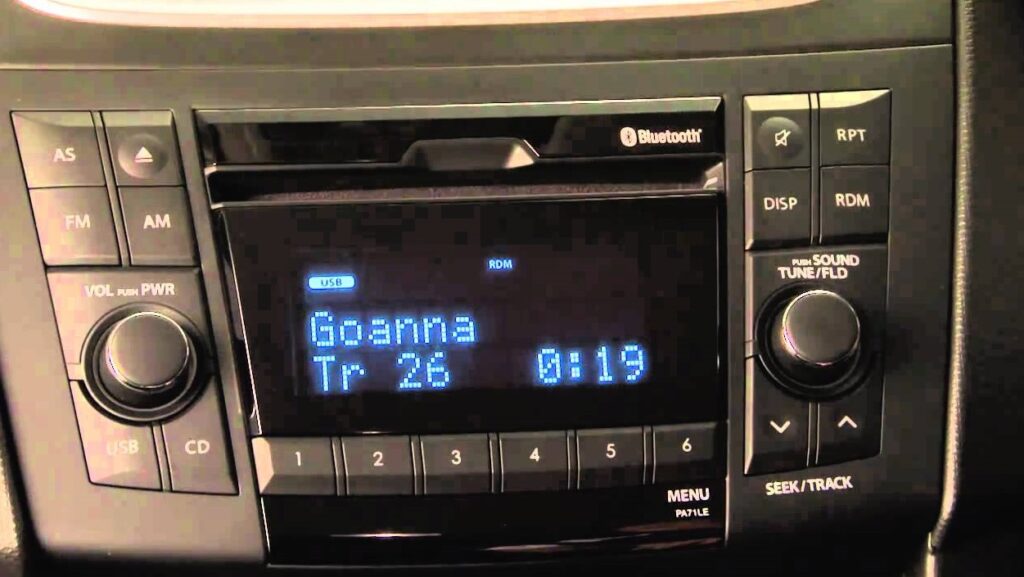 Bluetooth
AS
FM AM
VOL PUSH PWR
USB CD
USB RDM
Goanna
Tr 26 0:19
1 2 3 4 5 6
MENU
PA71LE
RPT
DISP RDM
PUSH SOUND
TUNE/FLD
SEEK/TRACK